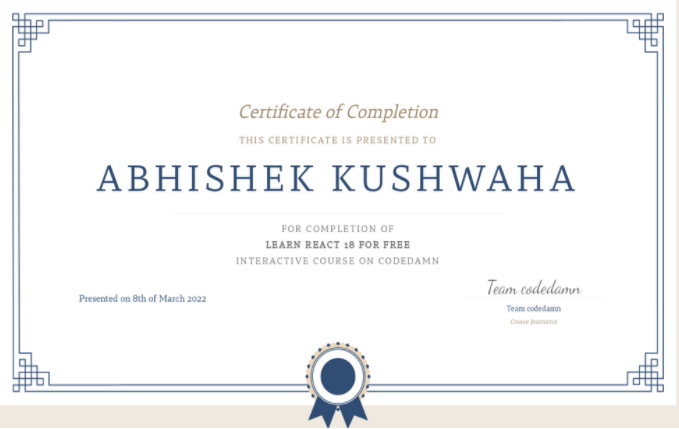 Certificate of Completion
THIS CERTIFICATE IS PRESENTED TO
ABHISHEK KUSHWAHA
FOR COMPLETION OF
LEARN REACT 18 FOR FREE
INTERACTIVE COURSE ON CODEDAMN
Presented on 8th of March 2022
Team codedamn
Team codedamn
Course Instructor